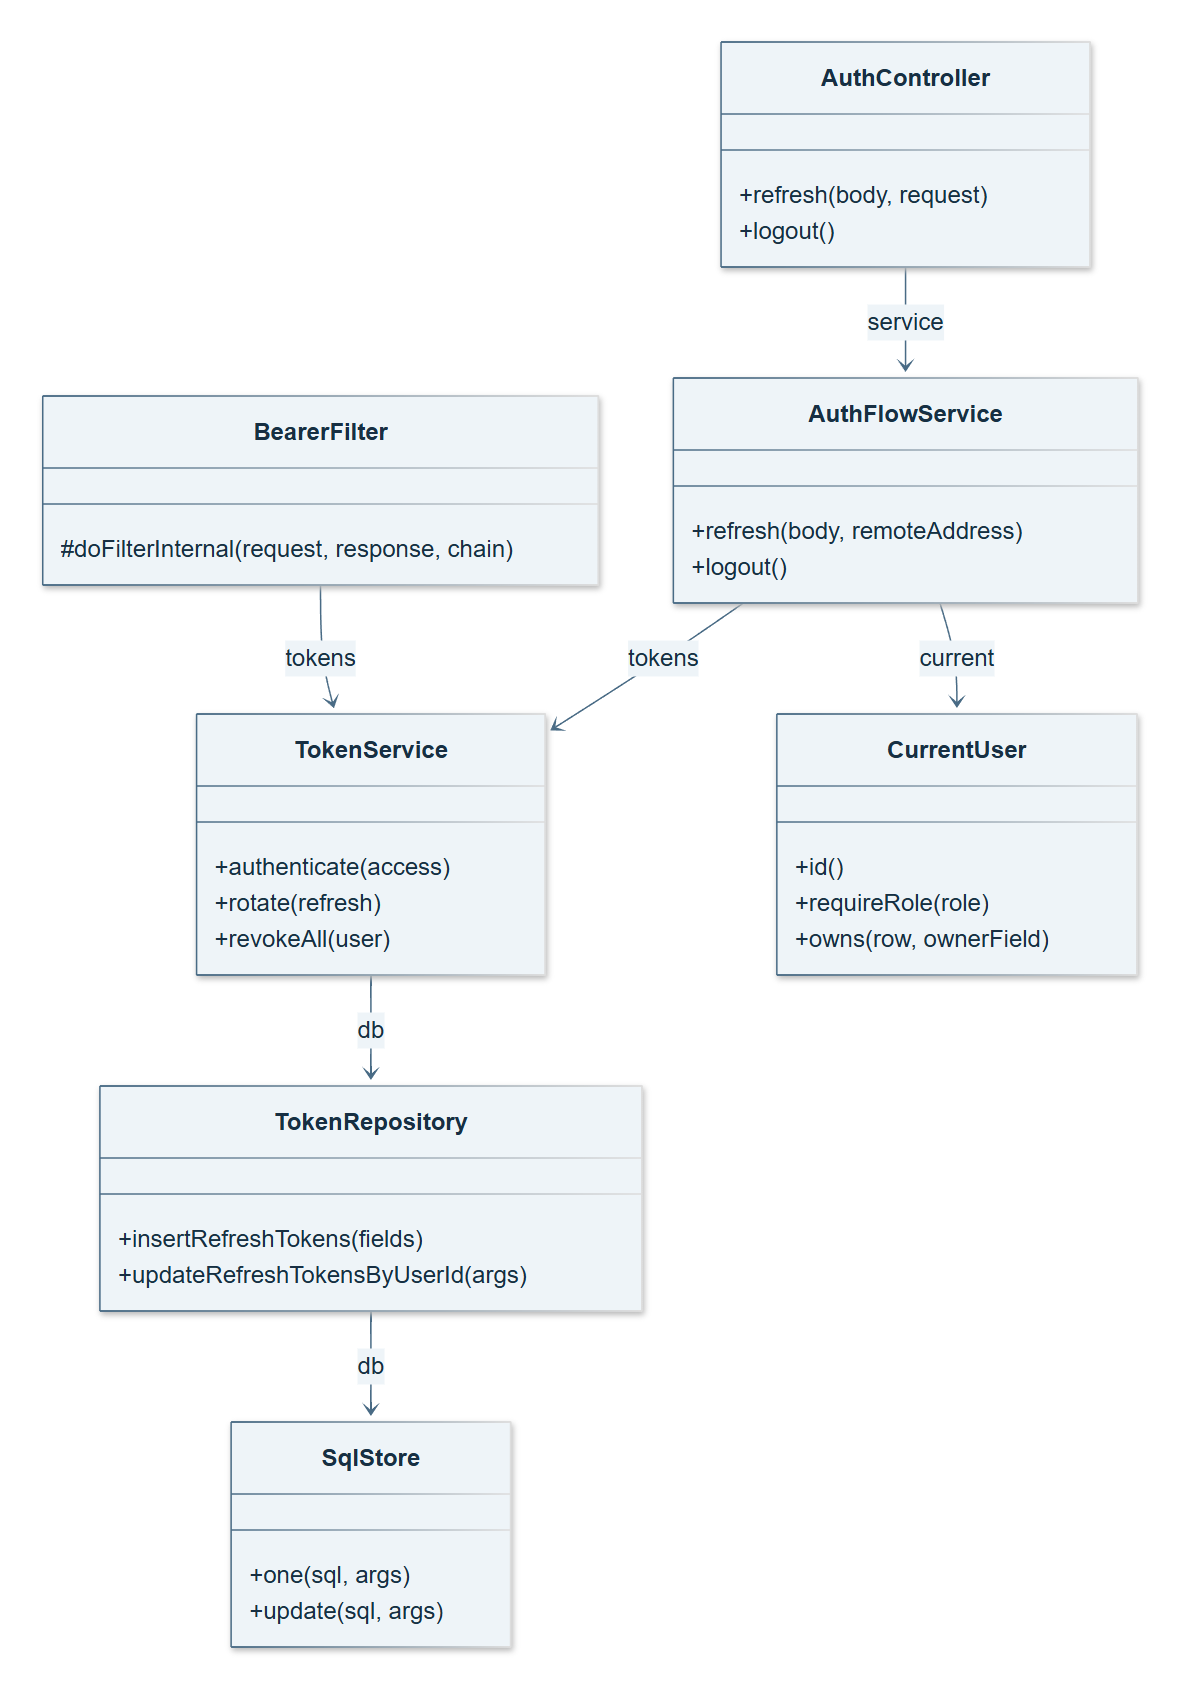 AuthController
+refresh(body, request)
+logout()
service
AuthFlowService
+refresh(body, remoteAddress)
+logout()
BearerFilter
#doFilterInternal(request, response, chain)
tokens
tokens
current
TokenService
+authenticate(access)
+rotate(refresh)
+revokeAll(user)
CurrentUser
+id()
+requireRole(role)
+owns(row, ownerField)
db
TokenRepository
+insertRefreshTokens(fields)
+updateRefreshTokensByUserId(args)
db
SqlStore
+one(sql, args)
+update(sql, args)